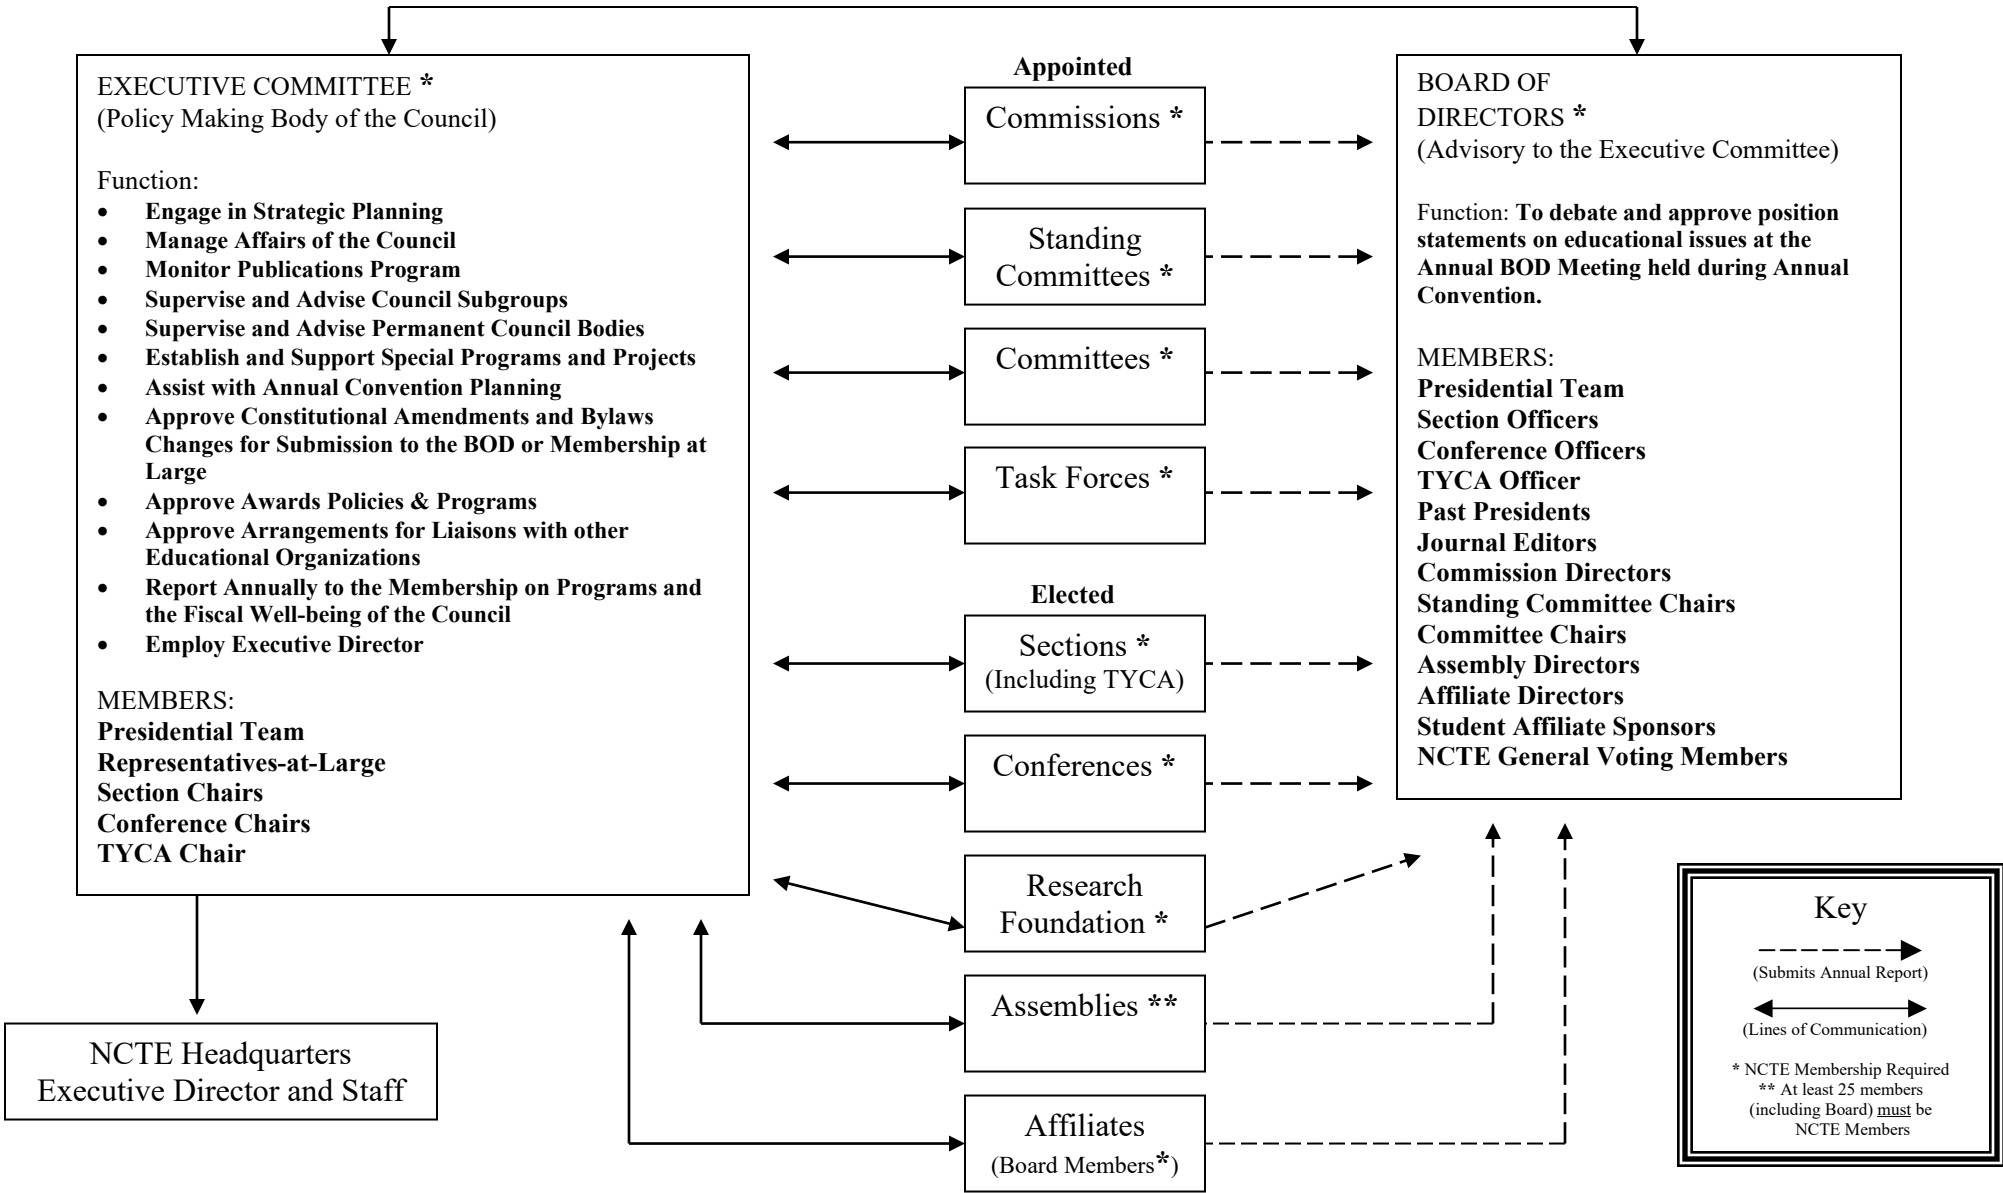 EXECUTIVE COMMITTEE *
(Policy Making Body of the Council)
Function:
• Engage in Strategic Planning
• Manage Affairs of the Council
• Monitor Publications Program
• Supervise and Advise Council Subgroups
• Supervise and Advise Permanent Council Bodies
• Establish and Support Special Programs and Projects
• Assist with Annual Convention Planning
• Approve Constitutional Amendments and Bylaws
Changes for Submission to the BOD or Membership at
Large
• Approve Awards Policies & Programs
• Approve Arrangements for Liaisons with other
Educational Organizations
• Report Annually to the Membership on Programs and
the Fiscal Well-being of the Council
• Employ Executive Director
MEMBERS:
Presidential Team
Representatives-at-Large
Section Chairs
Conference Chairs
TYCA Chair
NCTE Headquarters
Executive Director and Staff
Appointed
Commissions *
Standing
Committees *
Committees *
Task Forces *
Elected
Sections *
(Including TYCA)
Conferences *
Research
Foundation *
Assemblies **
Affiliates
(Board Members*)
BOARD OF
DIRECTORS *
(Advisory to the Executive Committee)
Function: To debate and approve position
statements on educational issues at the
Annual BOD Meeting held during Annual
Convention.
MEMBERS:
Presidential Team
Section Officers
Conference Officers
TYCA Officer
Past Presidents
Journal Editors
Commission Directors
Standing Committee Chairs
Committee Chairs
Assembly Directors
Affiliate Directors
Student Affiliate Sponsors
NCTE General Voting Members
Key
(Submits Annual Report)
(Lines of Communication)
* NCTE Membership Required
** At least 25 members
(including Board) must be
NCTE Members